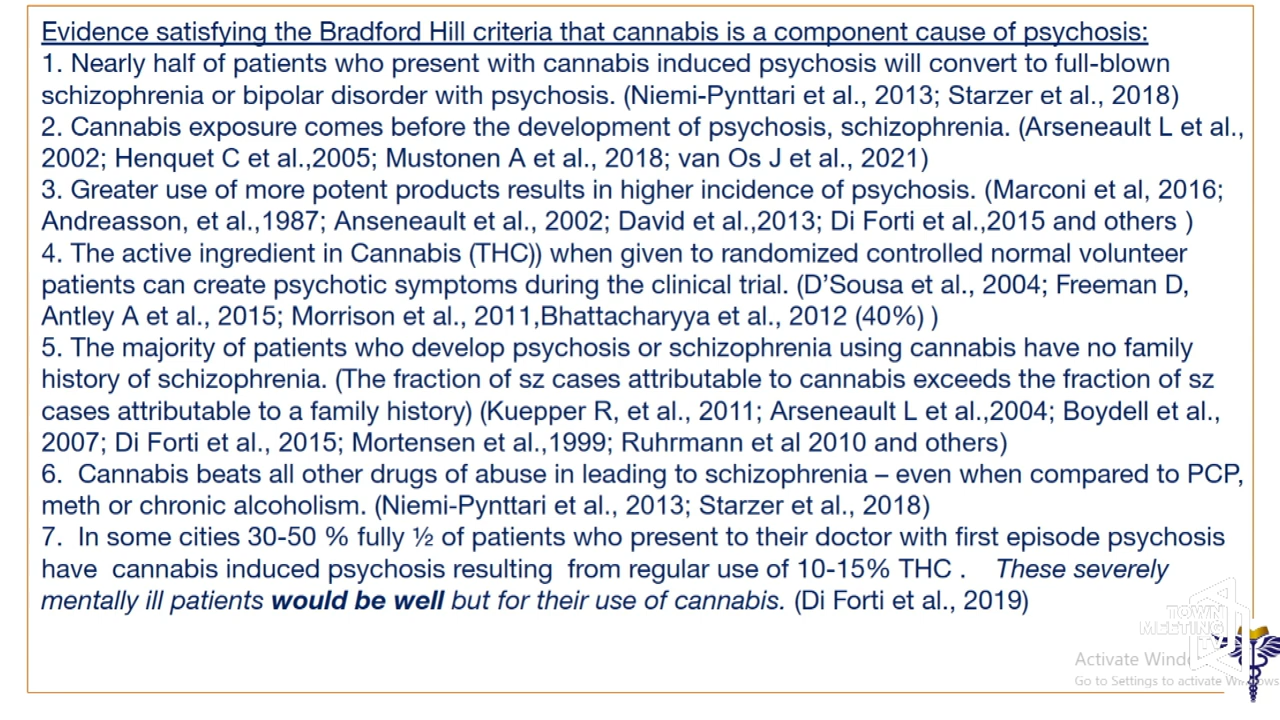 Evidence satisfying the Bradford Hill criteria that cannabis is a component cause of psychosis:
1. Nearly half of patients who present with cannabis induced psychosis will convert to full-blown
schizophrenia or bipolar disorder with psychosis. (Niemi-Pynttari et al., 2013; Starzer et al., 2018)
2. Cannabis exposure comes before the development of psychosis, schizophrenia. (Arseneault L et al.,
2002; Henquet C et al.,2005; Mustonen A et al., 2018; van Os J et al., 2021)
3. Greater use of more potent products results in higher incidence of psychosis. (Marconi et al, 2016;
Andreasson, et al.,1987; Anseneault et al., 2002; David et al.,2013; Di Forti et al.,2015 and others )
4. The active ingredient in Cannabis (THC)) when given to randomized controlled normal volunteer
patients can create psychotic symptoms during the clinical trial. (D’Sousa et al., 2004; Freeman D,
Antley A et al., 2015; Morrison et al., 2011,Bhattacharyya et al., 2012 (40%) )
5. The majority of patients who develop psychosis or schizophrenia using cannabis have no family
history of schizophrenia. (The fraction of sz cases attributable to cannabis exceeds the fraction of sz
cases attributable to a family history) (Kuepper R, et al., 2011; Arseneault L et al.,2004; Boydell et al.,
2007; Di Forti et al., 2015; Mortensen et al.,1999; Ruhrmann et al 2010 and others)
6.  Cannabis beats all other drugs of abuse in leading to schizophrenia – even when compared to PCP,
meth or chronic alcoholism. (Niemi-Pynttari et al., 2013; Starzer et al., 2018)
7.  In some cities 30-50 % fully ½ of patients who present to their doctor with first episode psychosis
have  cannabis induced psychosis resulting  from regular use of 10-15% THC .    These severely
mentally ill patients would be well but for their use of cannabis. (Di Forti et al., 2019)
TOWN
MEETING
TV
Activate
Go to Settings to activate